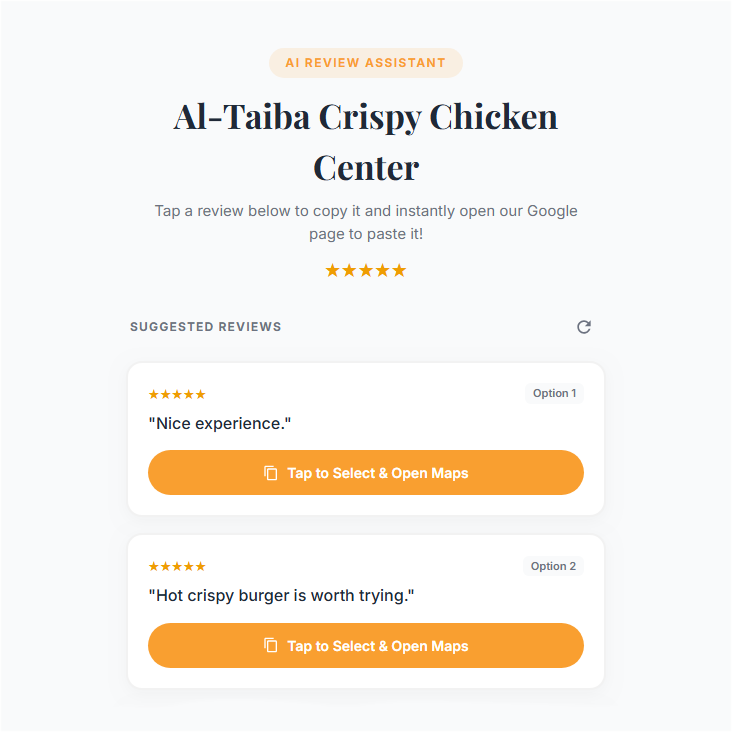 AI REVIEW ASSISTANT
Al-Taiba Crispy Chicken
Center
Tap a review below to copy it and instantly open our Google
page to paste it!
★★★★★
SUGGESTED REVIEWS
★★★★★ Option 1
"Nice experience."
Tap to Select & Open Maps
★★★★★ Option 2
"Hot crispy burger is worth trying."
Tap to Select & Open Maps